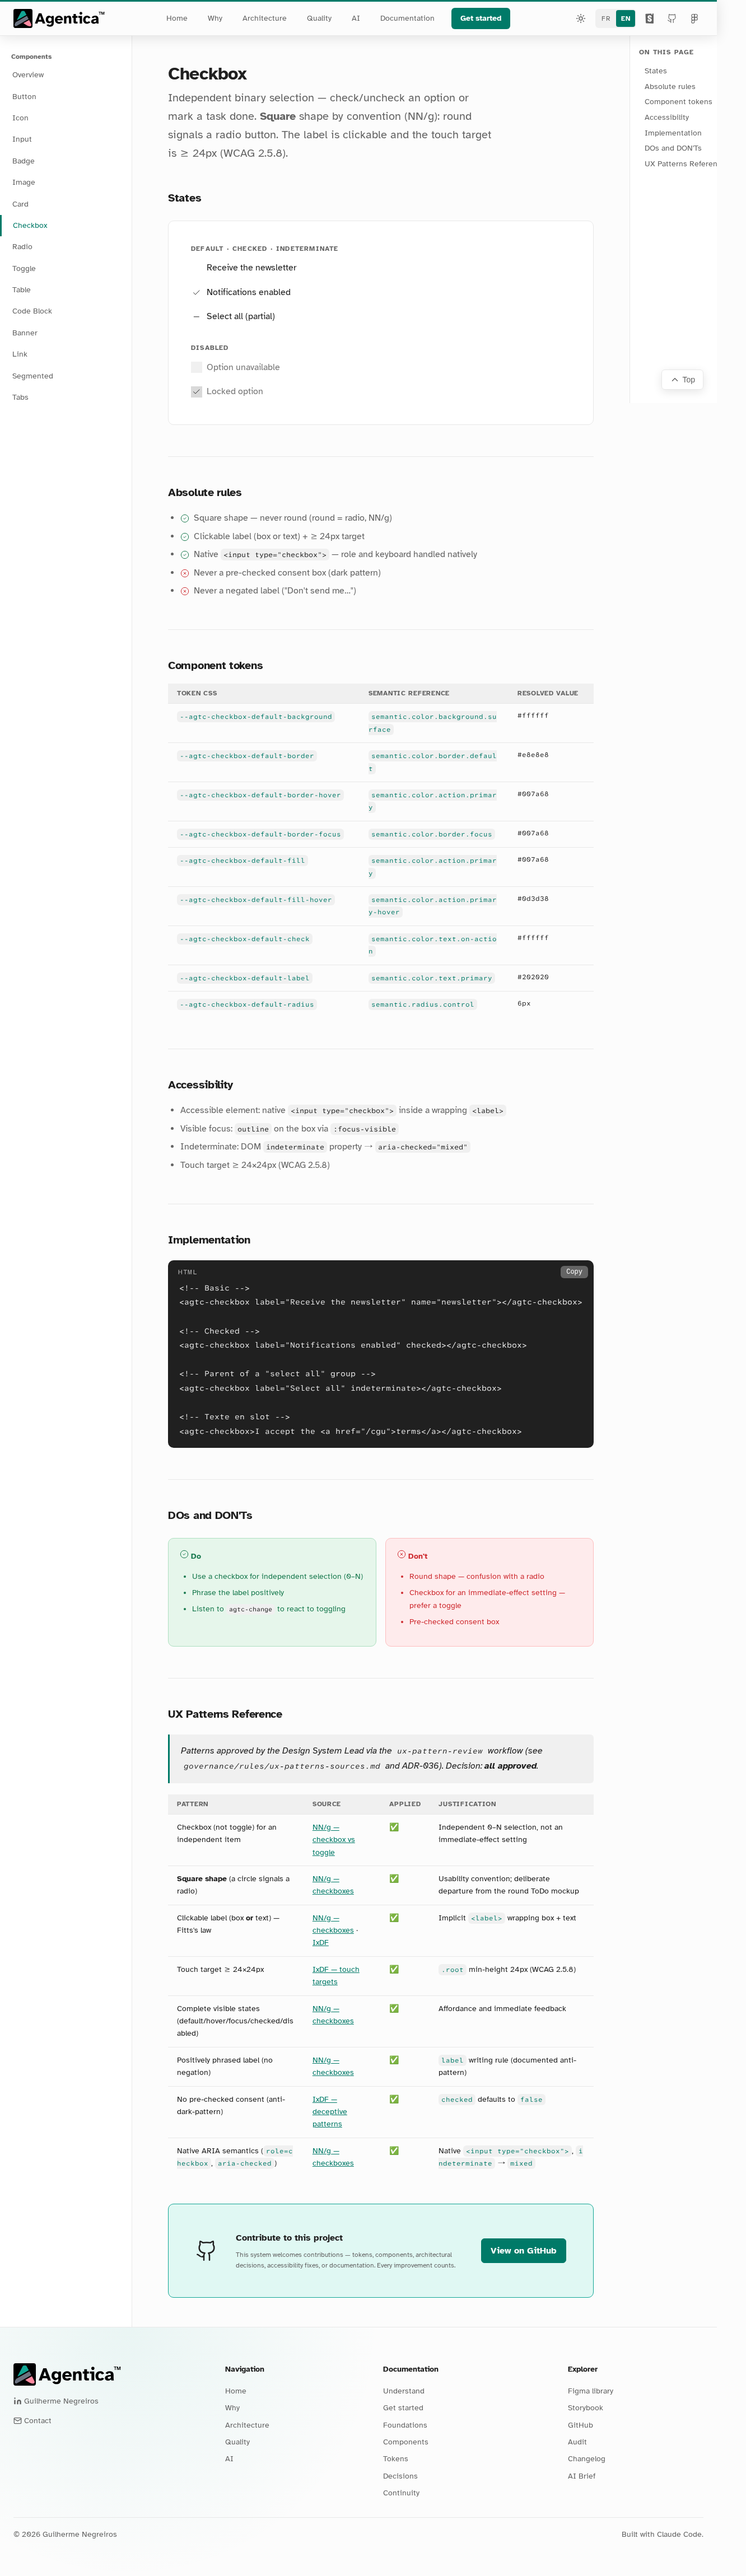 Agentica™
Home
Why
Architecture
Quality
AI
Documentation
Get started
FR
EN
Components
Overview
Button
Icon
Input
Badge
Image
Card
Checkbox
Radio
Toggle
Table
Code Block
Banner
Link
Segmented
Tabs
ON THIS PAGE
States
Absolute rules
Component tokens
Accessibility
Implementation
DOs and DON'Ts
UX Patterns Referen
Top
Checkbox
Independent binary selection — check/uncheck an option or
mark a task done. Square shape by convention (NN/g): round
signals a radio button. The label is clickable and the touch target
is ≥ 24px (WCAG 2.5.8).
States
DEFAULT · CHECKED · INDETERMINATE
Receive the newsletter
Notifications enabled
Select all (partial)
DISABLED
Option unavailable
Locked option
Absolute rules
Square shape — never round (round = radio, NN/g)
Clickable label (box or text) + ≥ 24px target
Native <input type="checkbox"> — role and keyboard handled natively
Never a pre-checked consent box (dark pattern)
Never a negated label ("Don't send me…")
Component tokens
TOKEN CSS SEMANTIC REFERENCE RESOLVED VALUE
--agtc-checkbox-default-background semantic.color.background.su #ffffff
rface
--agtc-checkbox-default-border semantic.color.border.defaul #e8e8e8
t
--agtc-checkbox-default-border-hover semantic.color.action.primar #007a68
y
--agtc-checkbox-default-border-focus semantic.color.border.focus #007a68
--agtc-checkbox-default-fill semantic.color.action.primar #007a68
y
--agtc-checkbox-default-fill-hover semantic.color.action.primar #0d3d38
y-hover
--agtc-checkbox-default-check semantic.color.text.on-actio #ffffff
n
--agtc-checkbox-default-label semantic.color.text.primary #202020
--agtc-checkbox-default-radius semantic.radius.control 6px
Accessibility
Accessible element: native <input type="checkbox"> inside a wrapping <label>
Visible focus: outline on the box via :focus-visible
Indeterminate: DOM indeterminate property → aria-checked="mixed"
Touch target ≥ 24×24px (WCAG 2.5.8)
Implementation
HTML
Copy
<!-- Basic -->
<agtc-checkbox label="Receive the newsletter" name="newsletter"></agtc-checkbox>
<!-- Checked -->
<agtc-checkbox label="Notifications enabled" checked></agtc-checkbox>
<!-- Parent of a "select all" group -->
<agtc-checkbox label="Select all" indeterminate></agtc-checkbox>
<!-- Texte en slot -->
<agtc-checkbox>I accept the <a href="/cgu">terms</a></agtc-checkbox>
DOs and DON'Ts
Do
Use a checkbox for independent selection (0–N)
Phrase the label positively
Listen to agtc-change to react to toggling
Don't
Round shape — confusion with a radio
Checkbox for an immediate-effect setting —
prefer a toggle
Pre-checked consent box
UX Patterns Reference
Patterns approved by the Design System Lead via the ux-pattern-review workflow (see
governance/rules/ux-patterns-sources.md and ADR-036). Decision: all approved.
PATTERN SOURCE APPLIED JUSTIFICATION
Checkbox (not toggle) for an NN/g — ✅ Independent 0–N selection, not an
independent item checkbox vs immediate-effect setting
toggle
Square shape (a circle signals a NN/g — ✅ Usability convention; deliberate
radio) checkboxes departure from the round ToDo mockup
Clickable label (box or text) — NN/g — ✅ Implicit <label> wrapping box + text
Fitts's law checkboxes ·
IxDF
Touch target ≥ 24×24px IxDF — touch ✅ .root min-height 24px (WCAG 2.5.8)
targets
Complete visible states NN/g — ✅ Affordance and immediate feedback
(default/hover/focus/checked/dis checkboxes
abled)
Positively phrased label (no NN/g — ✅ label writing rule (documented anti-
negation) checkboxes pattern)
No pre-checked consent (anti- IxDF — ✅ checked defaults to false
dark-pattern) deceptive
patterns
Native ARIA semantics (role=c NN/g — ✅ Native <input type="checkbox">, i
heckbox, aria-checked) checkboxes ndeterminate → mixed
Contribute to this project
This system welcomes contributions — tokens, components, architectural
decisions, accessibility fixes, or documentation. Every improvement counts.
View on GitHub
Agentica™
Guilherme Negreiros
Contact
Navigation
Home
Why
Architecture
Quality
AI
Documentation
Understand
Get started
Foundations
Components
Tokens
Decisions
Continuity
Explorer
Figma library
Storybook
GitHub
Audit
Changelog
AI Brief
© 2026 Guilherme Negreiros
Built with Claude Code.